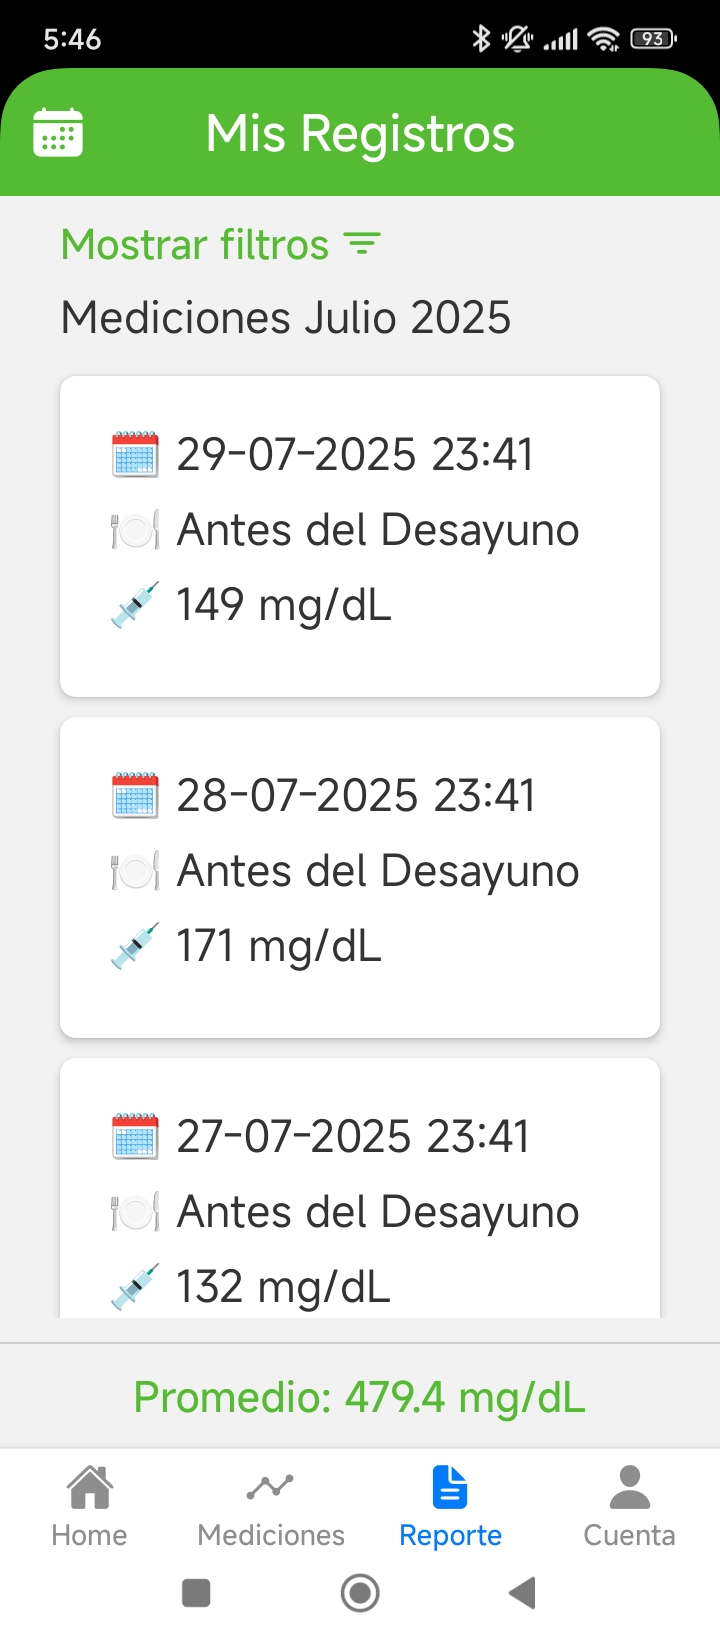 5:46
93
Mis Registros
Mostrar filtros
Mediciones Julio 2025
29-07-2025 23:41
Antes del Desayuno
149 mg/dL
28-07-2025 23:41
Antes del Desayuno
171 mg/dL
27-07-2025 23:41
Antes del Desayuno
132 mg/dL
Promedio: 479.4 mg/dL
Home Mediciones Reporte Cuenta